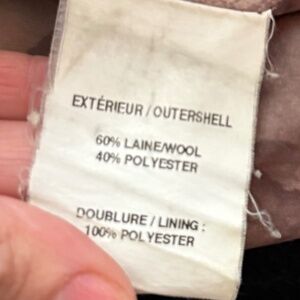 EXTÉRIEUR / OUTERSHELL
60% LAINE/WOOL
40% POLYESTER
DOUBLURE / LINING :
100% POLYESTER